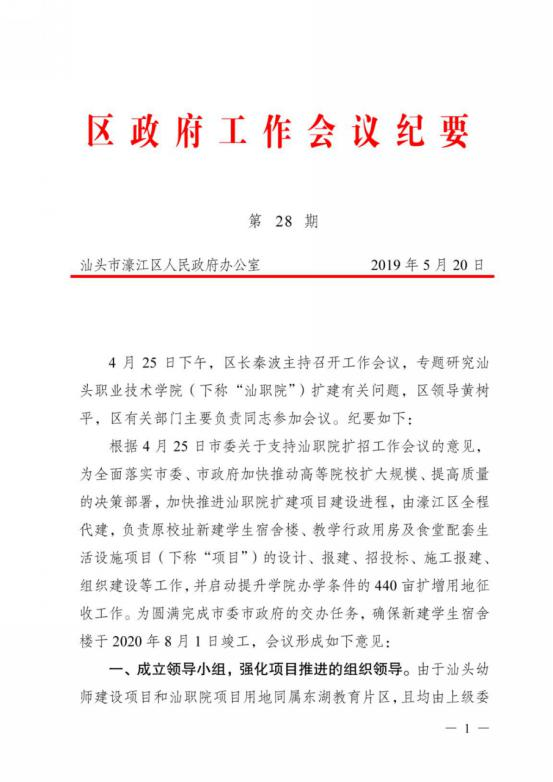 区政府工作会议纪要
第 28 期
汕头市濠江区人民政府办公室 2019 年 5 月 20 日
4 月 25 日下午，区长秦波主持召开工作会议，专题研究汕
头职业技术学院（下称“汕职院”）扩建有关问题，区领导黄树
平，区有关部门主要负责同志参加会议。纪要如下：
根据 4 月 25 日市委关于支持汕职院扩招工作会议的意见，
为全面落实市委、市政府加快推动高等院校扩大规模、提高质量
的决策部署，加快推进汕职院扩建项目建设进程，由濠江区全程
代建，负责原校址新建学生宿舍楼、教学行政用房及食堂配套生
活设施项目（下称“项目”）的设计、报建、招投标、施工报建、
组织建设等工作，并启动提升学院办学条件的 440 亩扩增用地征
收工作。为圆满完成市委市政府的交办任务，确保新建学生宿舍
楼于 2020 年 8 月 1 日竣工，会议形成如下意见：
一、成立领导小组，强化项目推进的组织领导。由于汕头幼
师建设项目和汕职院项目用地同属东湖教育片区，且均由上级委
— 1 —